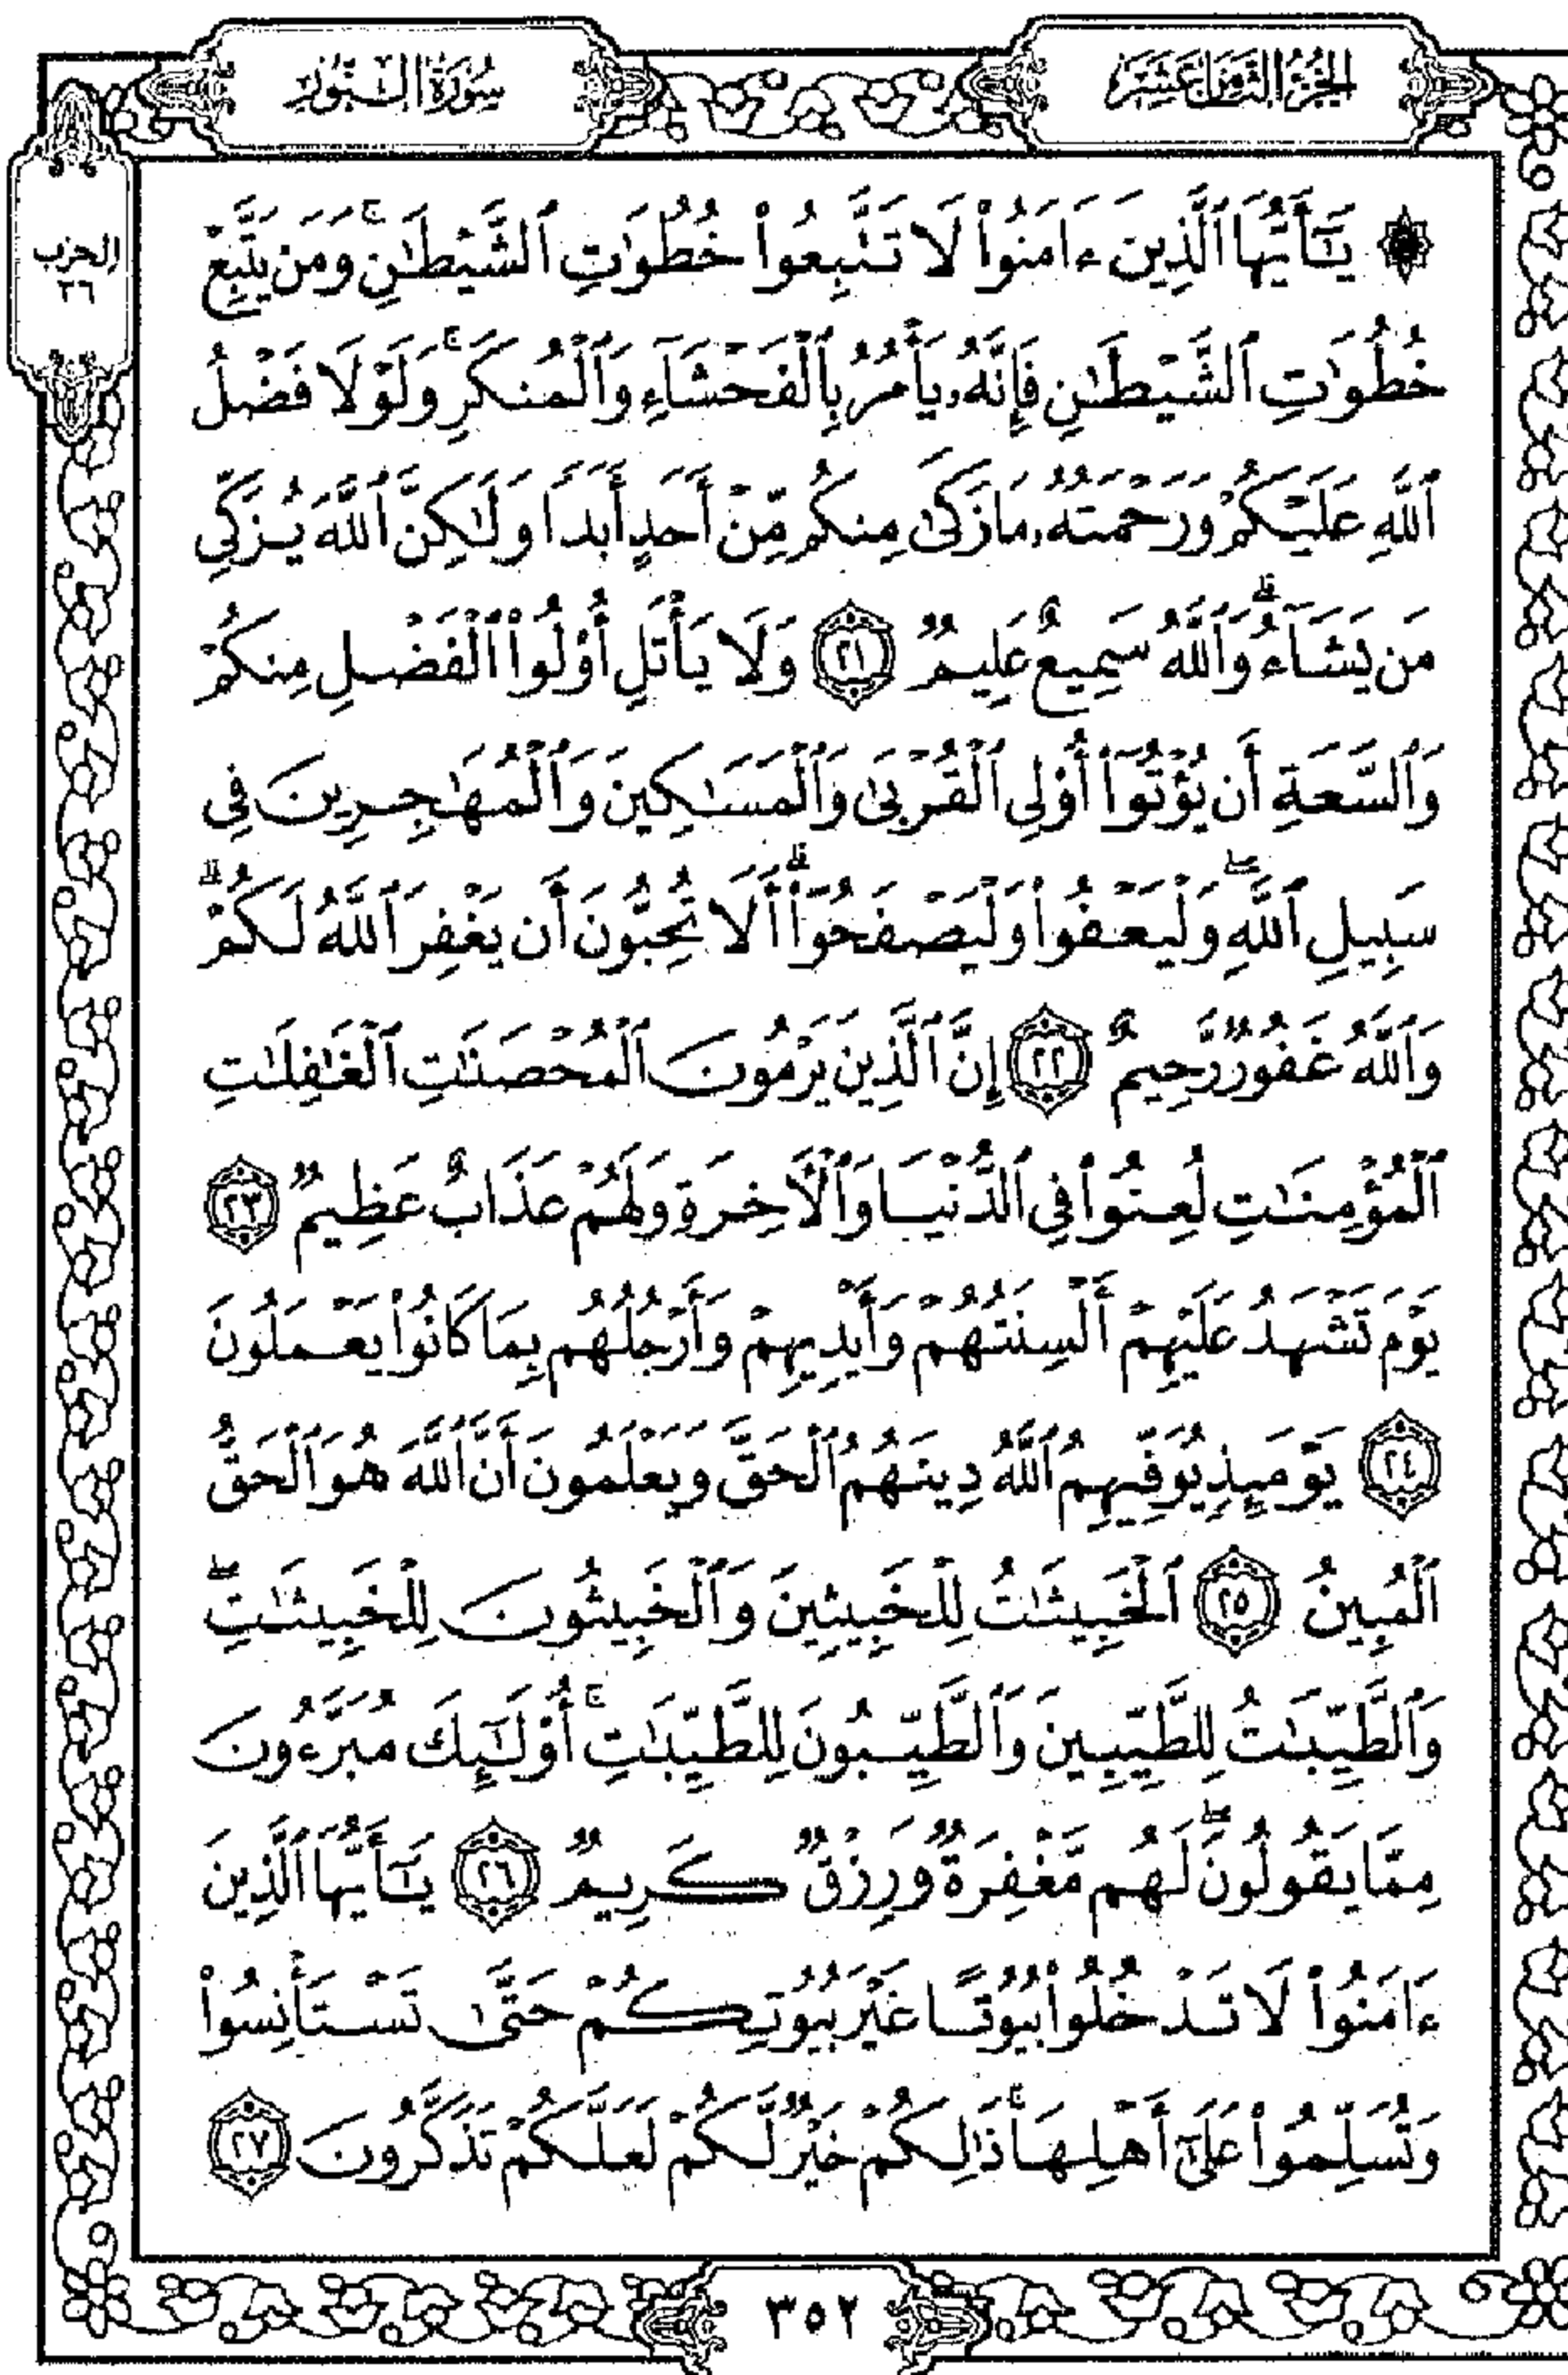 الجزء الثامن عشر
سورة النور
الحزب
٣٦
۞ يَٰٓأَيُّهَا ٱلَّذِينَ ءَامَنُوا۟ لَا تَتَّبِعُوا۟ خُطُوَٰتِ ٱلشَّيْطَٰنِ ۚ وَمَن يَتَّبِعْ
خُطُوَٰتِ ٱلشَّيْطَٰنِ فَإِنَّهُۥ يَأْمُرُ بِٱلْفَحْشَآءِ وَٱلْمُنكَرِ ۚ وَلَوْلَا فَضْلُ
ٱللَّهِ عَلَيْكُمْ وَرَحْمَتُهُۥ مَا زَكَىٰ مِنكُم مِّنْ أَحَدٍ أَبَدًا وَلَٰكِنَّ ٱللَّهَ يُزَكِّى
مَن يَشَآءُ ۗ وَٱللَّهُ سَمِيعٌ عَلِيمٌ ٢١ وَلَا يَأْتَلِ أُو۟لُوا۟ ٱلْفَضْلِ مِنكُمْ
وَٱلسَّعَةِ أَن يُؤْتُوٓا۟ أُو۟لِى ٱلْقُرْبَىٰ وَٱلْمَسَٰكِينَ وَٱلْمُهَٰجِرِينَ فِى
سَبِيلِ ٱللَّهِ ۖ وَلْيَعْفُوا۟ وَلْيَصْفَحُوٓا۟ ۗ أَلَا تُحِبُّونَ أَن يَغْفِرَ ٱللَّهُ لَكُمْ ۗ
وَٱللَّهُ غَفُورٌ رَّحِيمٌ ٢٢ إِنَّ ٱلَّذِينَ يَرْمُونَ ٱلْمُحْصَنَٰتِ ٱلْغَٰفِلَٰتِ
ٱلْمُؤْمِنَٰتِ لُعِنُوا۟ فِى ٱلدُّنْيَا وَٱلْءَاخِرَةِ وَلَهُمْ عَذَابٌ عَظِيمٌ ٢٣
يَوْمَ تَشْهَدُ عَلَيْهِمْ أَلْسِنَتُهُمْ وَأَيْدِيهِمْ وَأَرْجُلُهُم بِمَا كَانُوا۟ يَعْمَلُونَ
٢٤ يَوْمَئِذٍ يُوَفِّيهِمُ ٱللَّهُ دِينَهُمُ ٱلْحَقَّ وَيَعْلَمُونَ أَنَّ ٱللَّهَ هُوَ ٱلْحَقُّ
ٱلْمُبِينُ ٢٥ ٱلْخَبِيثَٰتُ لِلْخَبِيثِينَ وَٱلْخَبِيثُونَ لِلْخَبِيثَٰتِ ۖ
وَٱلطَّيِّبَٰتُ لِلطَّيِّبِينَ وَٱلطَّيِّبُونَ لِلطَّيِّبَٰتِ ۚ أُو۟لَٰٓئِكَ مُبَرَّءُونَ
مِمَّا يَقُولُونَ ۖ لَهُم مَّغْفِرَةٌ وَرِزْقٌ كَرِيمٌ ٢٦ يَٰٓأَيُّهَا ٱلَّذِينَ
ءَامَنُوا۟ لَا تَدْخُلُوا۟ بُيُوتًا غَيْرَ بُيُوتِكُمْ حَتَّىٰ تَسْتَأْنِسُوا۟
وَتُسَلِّمُوا۟ عَلَىٰٓ أَهْلِهَا ۚ ذَٰلِكُمْ خَيْرٌ لَّكُمْ لَعَلَّكُمْ تَذَكَّرُونَ ٢٧
٣٥٢